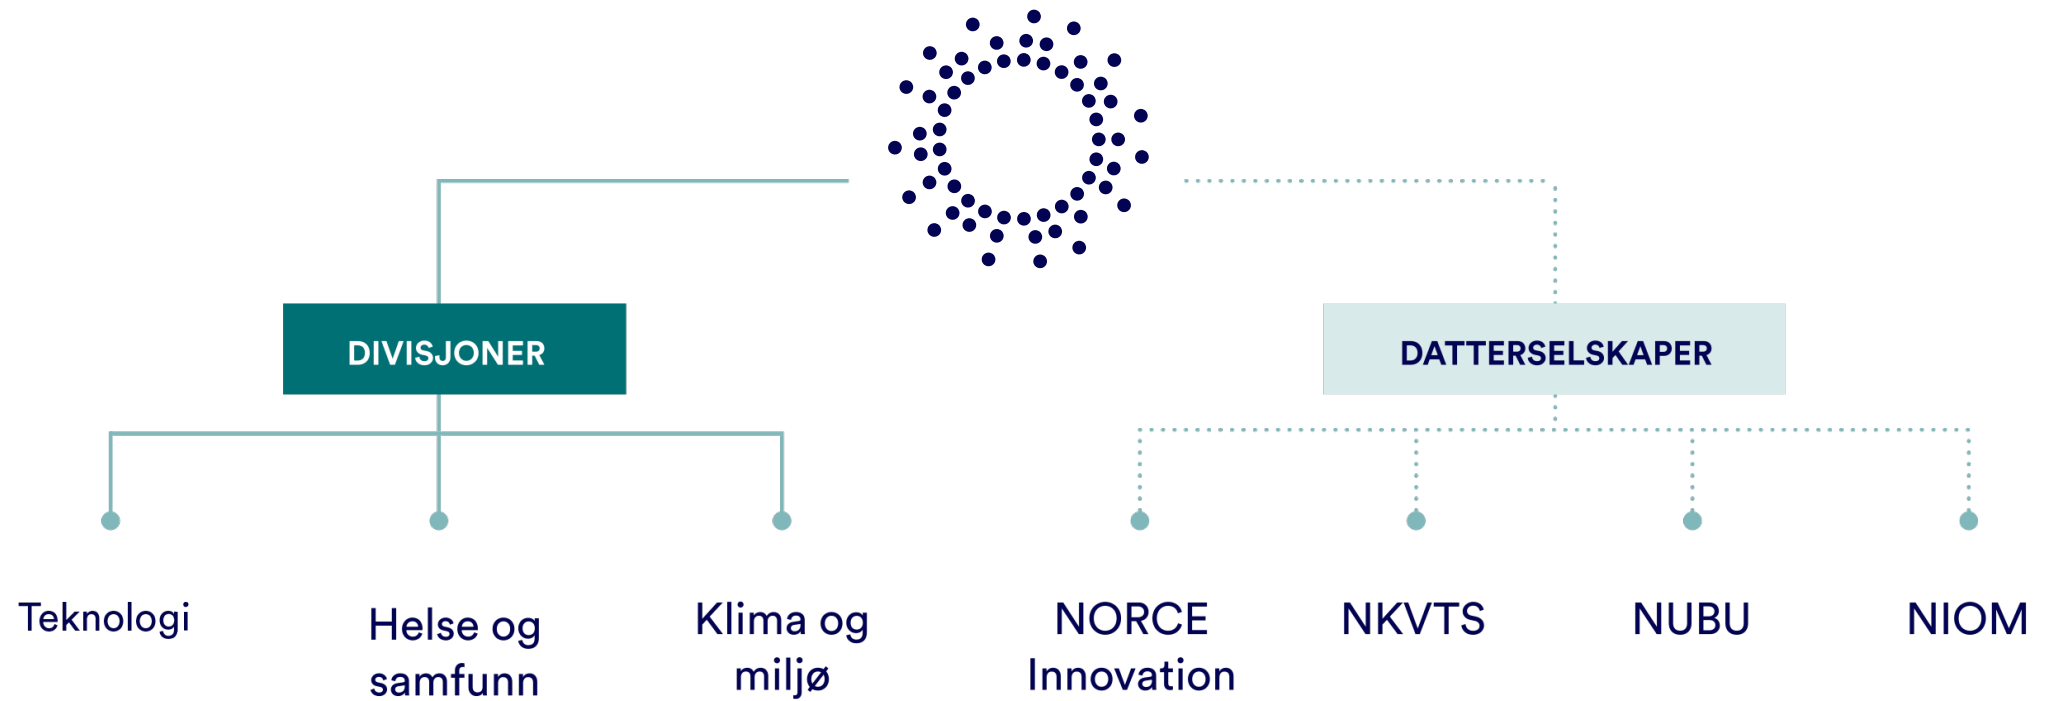 DIVISJONER
DATTERSELSKAPER
Teknologi
Helse og
samfunn
Klima og
miljø
NORCE
Innovation
NKVTS
NUBU
NIOM